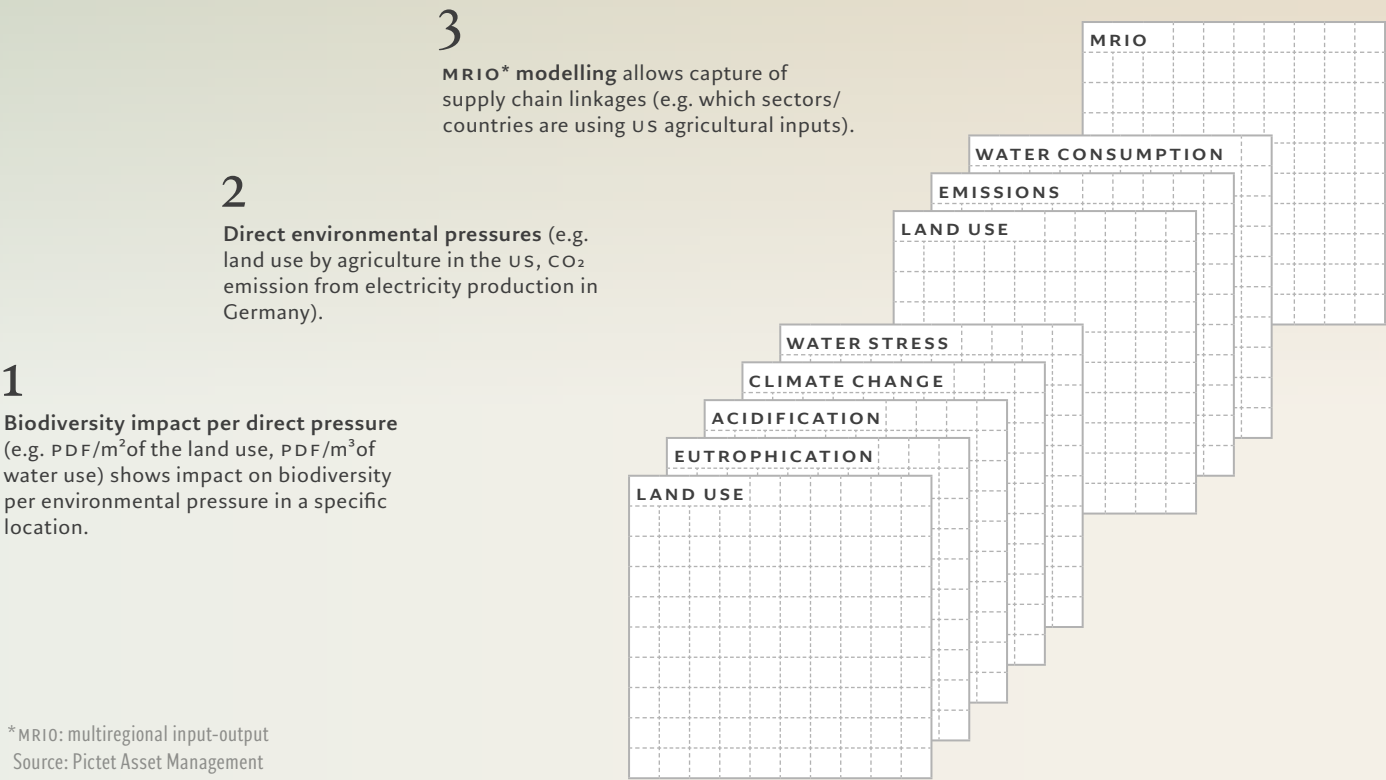 3
MRIO* modelling allows capture of
supply chain linkages (e.g. which sectors/
countries are using US agricultural inputs).
2
Direct environmental pressures (e.g.
land use by agriculture in the US, CO₂
emission from electricity production in
Germany).
1
Biodiversity impact per direct pressure
(e.g. PDF/m²of the land use, PDF/m³of
water use) shows impact on biodiversity
per environmental pressure in a specific
location.
MRIO
WATER CONSUMPTION
EMISSIONS
LAND USE
WATER STRESS
CLIMATE CHANGE
ACIDIFICATION
EUTROPHICATION
LAND USE
*MRIO: multiregional input-output
Source: Pictet Asset Management